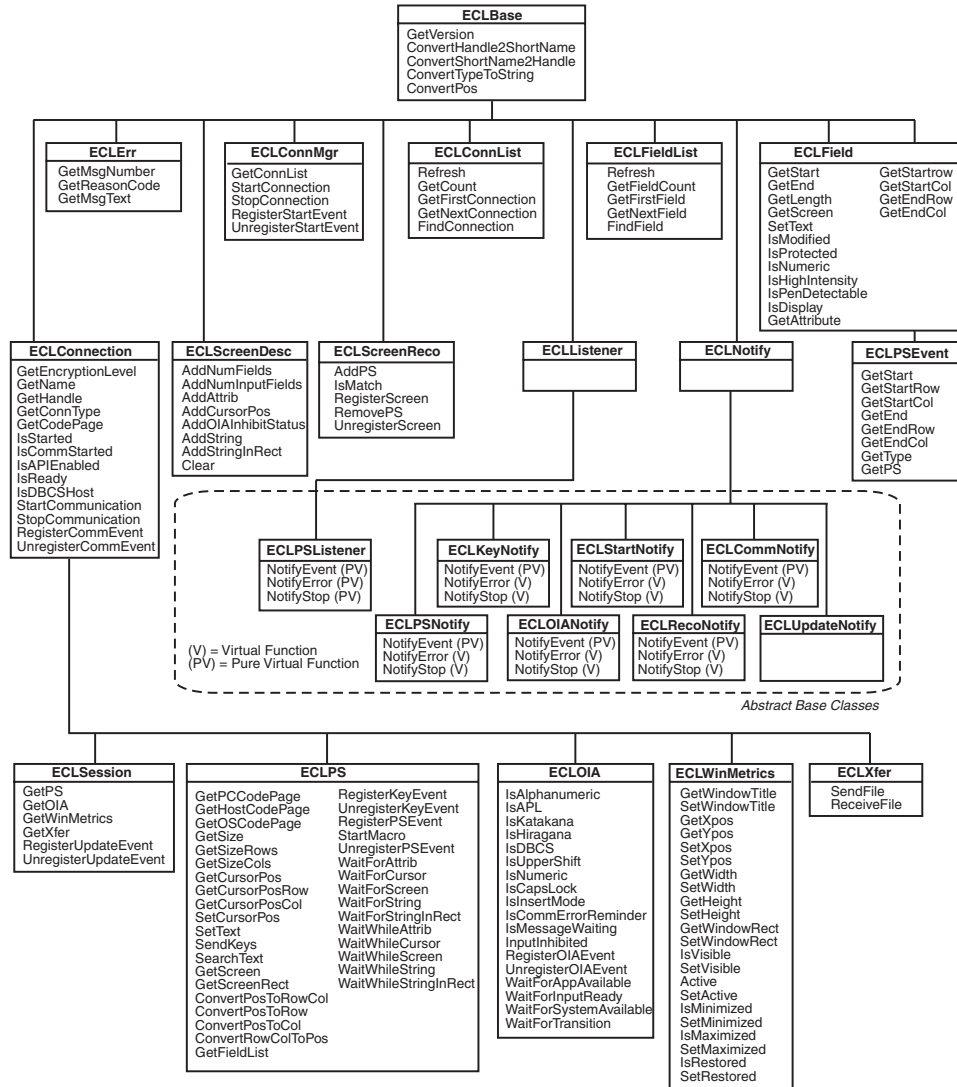 ECLBase
GetVersion
ConvertHandle2ShortName
ConvertShortName2Handle
ConvertTypeToString
ConvertPos
ECLErr
GetMsgNumber
GetReasonCode
GetMsgText
ECLConnMgr
GetConnList
StartConnection
StopConnection
RegisterStartEvent
UnregisterStartEvent
ECLConnList
Refresh
GetCount
GetFirstConnection
GetNextConnection
FindConnection
ECLFieldList
Refresh
GetFieldCount
GetFirstField
GetNextField
FindField
ECLField
GetStart
GetEnd
GetLength
GetScreen
SetText
IsModified
IsProtected
IsNumeric
IsHighIntensity
IsPenDetectable
IsDisplay
GetAttribute
GetStartrow
GetStartCol
GetEndRow
GetEndCol
ECLConnection
GetEncryptionLevel
GetName
GetHandle
GetConnType
GetCodePage
IsStarted
IsCommStarted
IsAPIEnabled
IsReady
IsDBCSHost
StartCommunication
StopCommunication
RegisterCommEvent
UnregisterCommEvent
ECLScreenDesc
AddNumFields
AddNumInputFields
AddAttrib
AddCursorPos
AddOIAInhibitStatus
AddString
AddStringInRect
Clear
ECLScreenReco
AddPS
IsMatch
RegisterScreen
RemovePS
UnregisterScreen
ECLListener
ECLNotify
ECLPSEvent
GetStart
GetStartRow
GetStartCol
GetEnd
GetEndRow
GetEndCol
GetType
GetPS
ECLPSListener
NotifyEvent (PV)
NotifyError (PV)
NotifyStop (PV)
ECLKeyNotify
NotifyEvent (PV)
NotifyError (V)
NotifyStop (V)
ECLStartNotify
NotifyEvent (PV)
NotifyError (V)
NotifyStop (V)
ECLCommNotify
NotifyEvent (PV)
NotifyError (V)
NotifyStop (V)
ECLPSNotify
NotifyEvent (PV)
NotifyError (V)
NotifyStop (V)
ECLOIANotify
NotifyEvent (PV)
NotifyError (V)
NotifyStop (V)
ECLRecoNotify
NotifyEvent (PV)
NotifyError (V)
NotifyStop (V)
ECLUpdateNotify
(V) = Virtual Function
(PV) = Pure Virtual Function
Abstract Base Classes
ECLSession
GetPS
GetOIA
GetWinMetrics
GetXfer
RegisterUpdateEvent
UnregisterUpdateEvent
ECLPS
GetPCCodePage
GetHostCodePage
GetOSCodePage
GetSize
GetSizeRows
GetSizeCols
GetCursorPos
GetCursorPosRow
GetCursorPosCol
SetCursorPos
SetText
SendKeys
SearchText
GetScreen
GetScreenRect
ConvertPosToRowCol
ConvertPosToRow
ConvertPosToCol
ConvertRowColToPos
GetFieldList
RegisterKeyEvent
UnregisterKeyEvent
RegisterPSEvent
StartMacro
UnregisterPSEvent
WaitForAttrib
WaitForCursor
WaitForScreen
WaitForString
WaitForStringInRect
WaitWhileAttrib
WaitWhileCursor
WaitWhileScreen
WaitWhileString
WaitWhileStringInRect
ECLOIA
IsAlphanumeric
IsAPL
IsKatakana
IsHiragana
IsDBCS
IsUpperShift
IsNumeric
IsCapsLock
IsInsertMode
IsCommErrorReminder
IsMessageWaiting
InputInhibited
RegisterOIAEvent
UnregisterOIAEvent
WaitForAppAvailable
WaitForInputReady
WaitForSystemAvailable
WaitForTransition
ECLWinMetrics
GetWindowTitle
SetWindowTitle
GetXpos
GetYpos
SetXpos
SetYpos
GetWidth
SetWidth
GetHeight
SetHeight
GetWindowRect
SetWindowRect
IsVisible
SetVisible
Active
SetActive
IsMinimized
SetMinimized
IsMaximized
SetMaximized
IsRestored
SetRestored
ECLXfer
SendFile
ReceiveFile